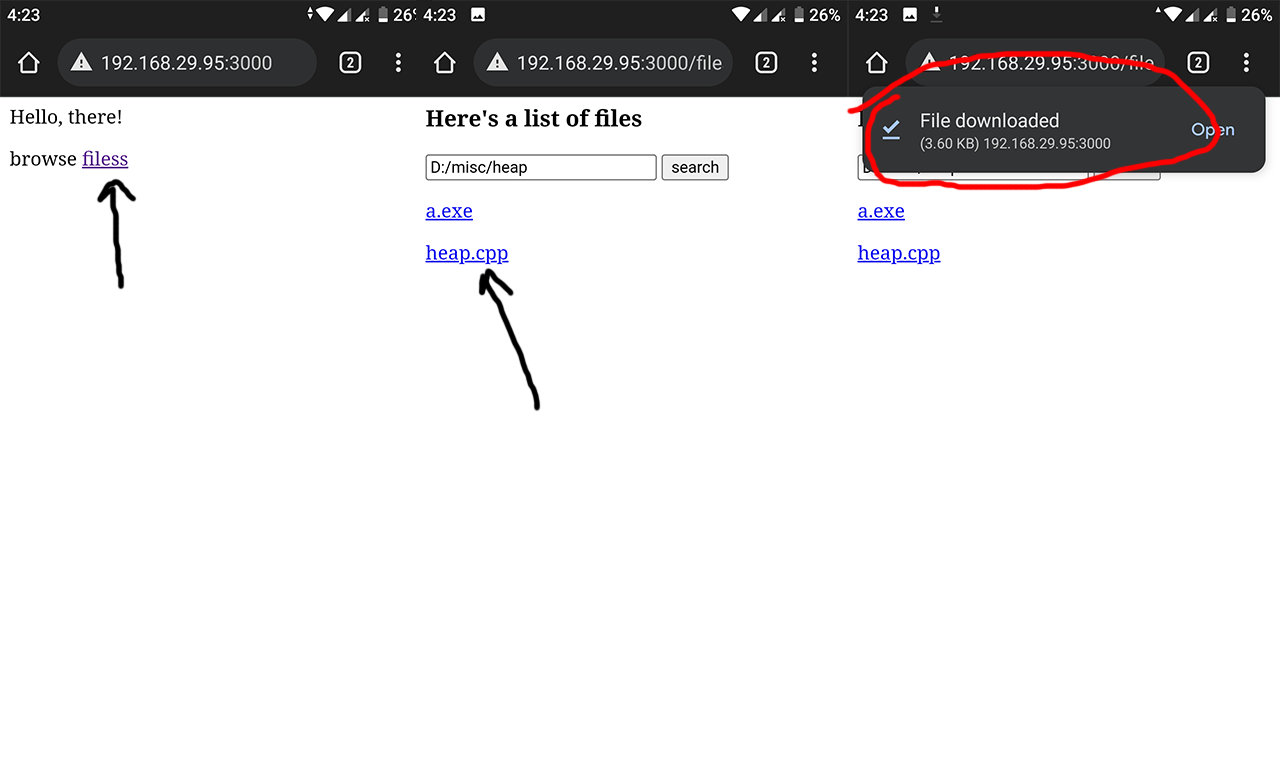 4:23
26%
192.168.29.95:3000
2
Hello, there!
browse filess
4:23
26%
192.168.29.95:3000/file
2
Here's a list of files
D:/misc/heap
search
a.exe
heap.cpp
4:23
26%
192.168.29.95:3000/file
2
File downloaded
(3.60 KB) 192.168.29.95:3000
Open
a.exe
heap.cpp